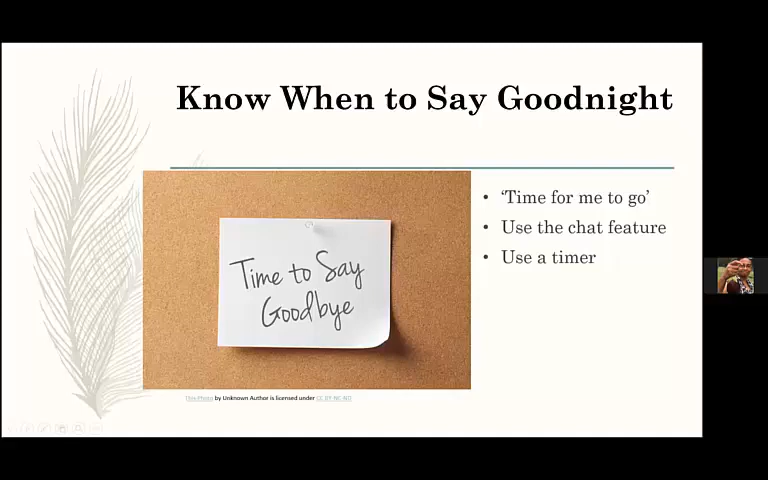 Know When to Say Goodnight
• ‘Time for me to go’
• Use the chat feature
• Use a timer
Time to Say
Goodbye
This Photo by Unknown Author is licensed under CC BY-NC-ND